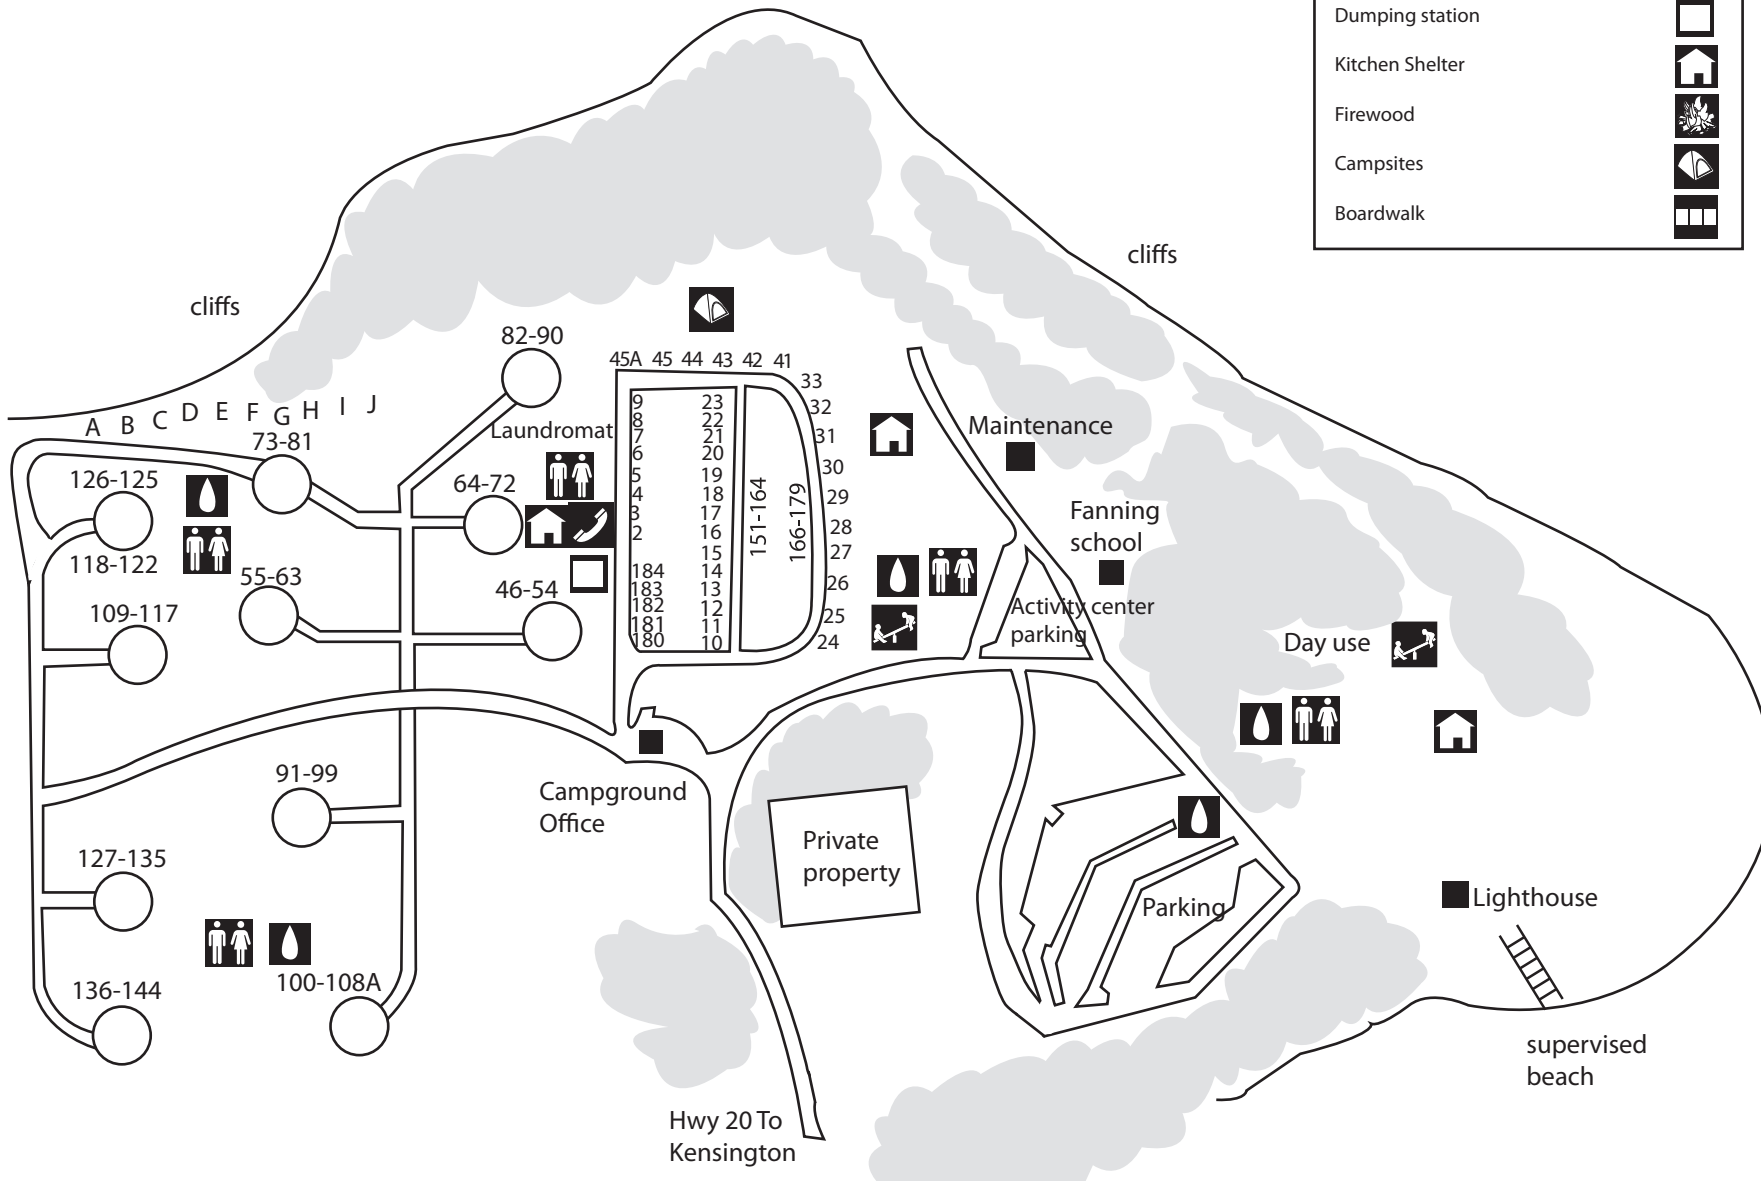 Dumping station
Kitchen Shelter
Firewood
Campsites
Boardwalk
cliffs
cliffs
82-90
45A 45 44 43 42 41
33
32
31
30
29
28
27
26
25
24
A B C D E F G H I J
73-81
Laundromat
126-125
64-72
118-122
55-63
46-54
109-117
9
8
7
6
5
4
3
2
184
183
182
181
180
23
22
21
20
19
18
17
16
15
14
13
12
11
10
151-164
166-179
Maintenance
Fanning
school
Activity center
parking
Day use
91-99
Campground
Office
Private
property
127-135
Parking
Lighthouse
136-144
100-108A
supervised
beach
Hwy 20 To
Kensington